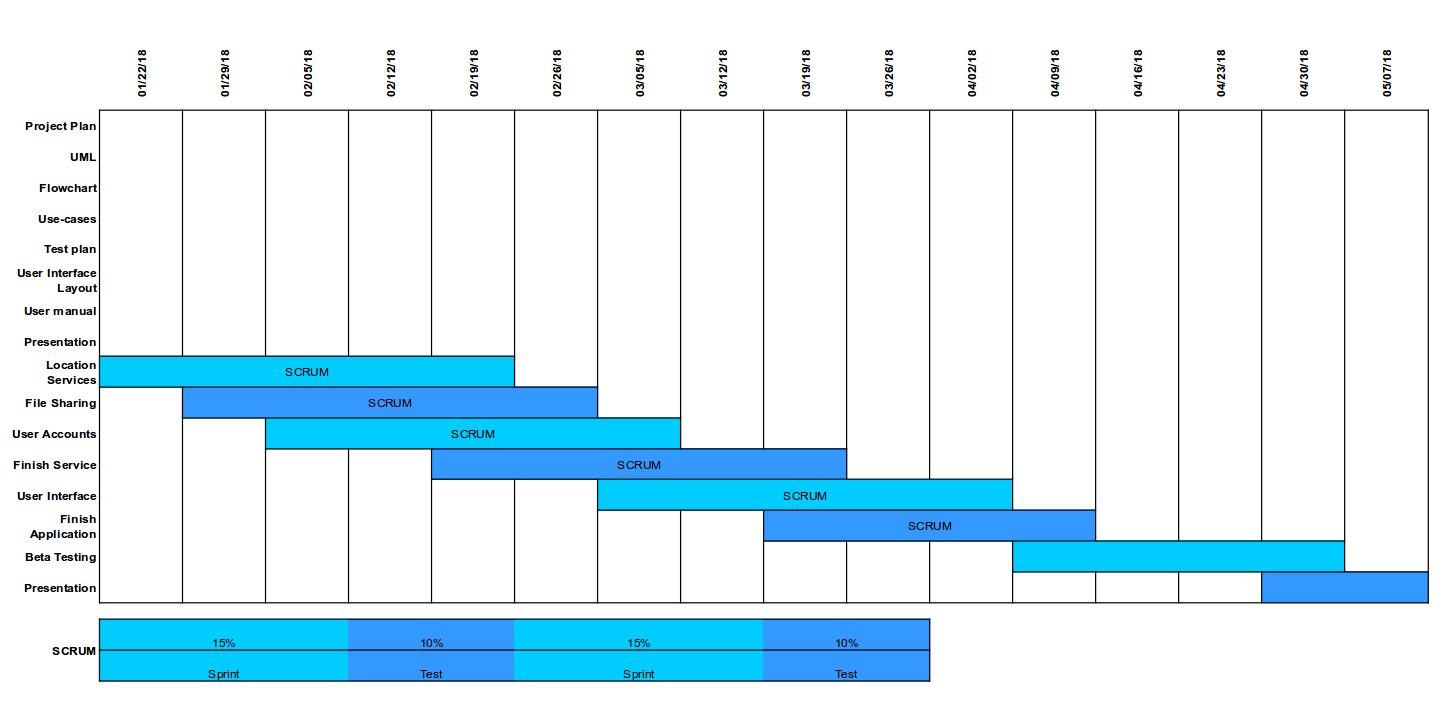 01/22/18 01/29/18 02/05/18 02/12/18 02/19/18 02/26/18 03/05/18 03/12/18 03/19/18 03/26/18 04/02/18 04/09/18 04/16/18 04/23/18 04/30/18 05/07/18
Project Plan
UML
Flowchart
Use-cases
Test plan
User Interface
Layout
User manual
Presentation
Location
Services
SCRUM
File Sharing SCRUM
User Accounts SCRUM
Finish Service SCRUM
User Interface SCRUM
Finish
Application
SCRUM
Beta Testing
Presentation
SCRUM
15% 10% 15% 10%
Sprint Test Sprint Test